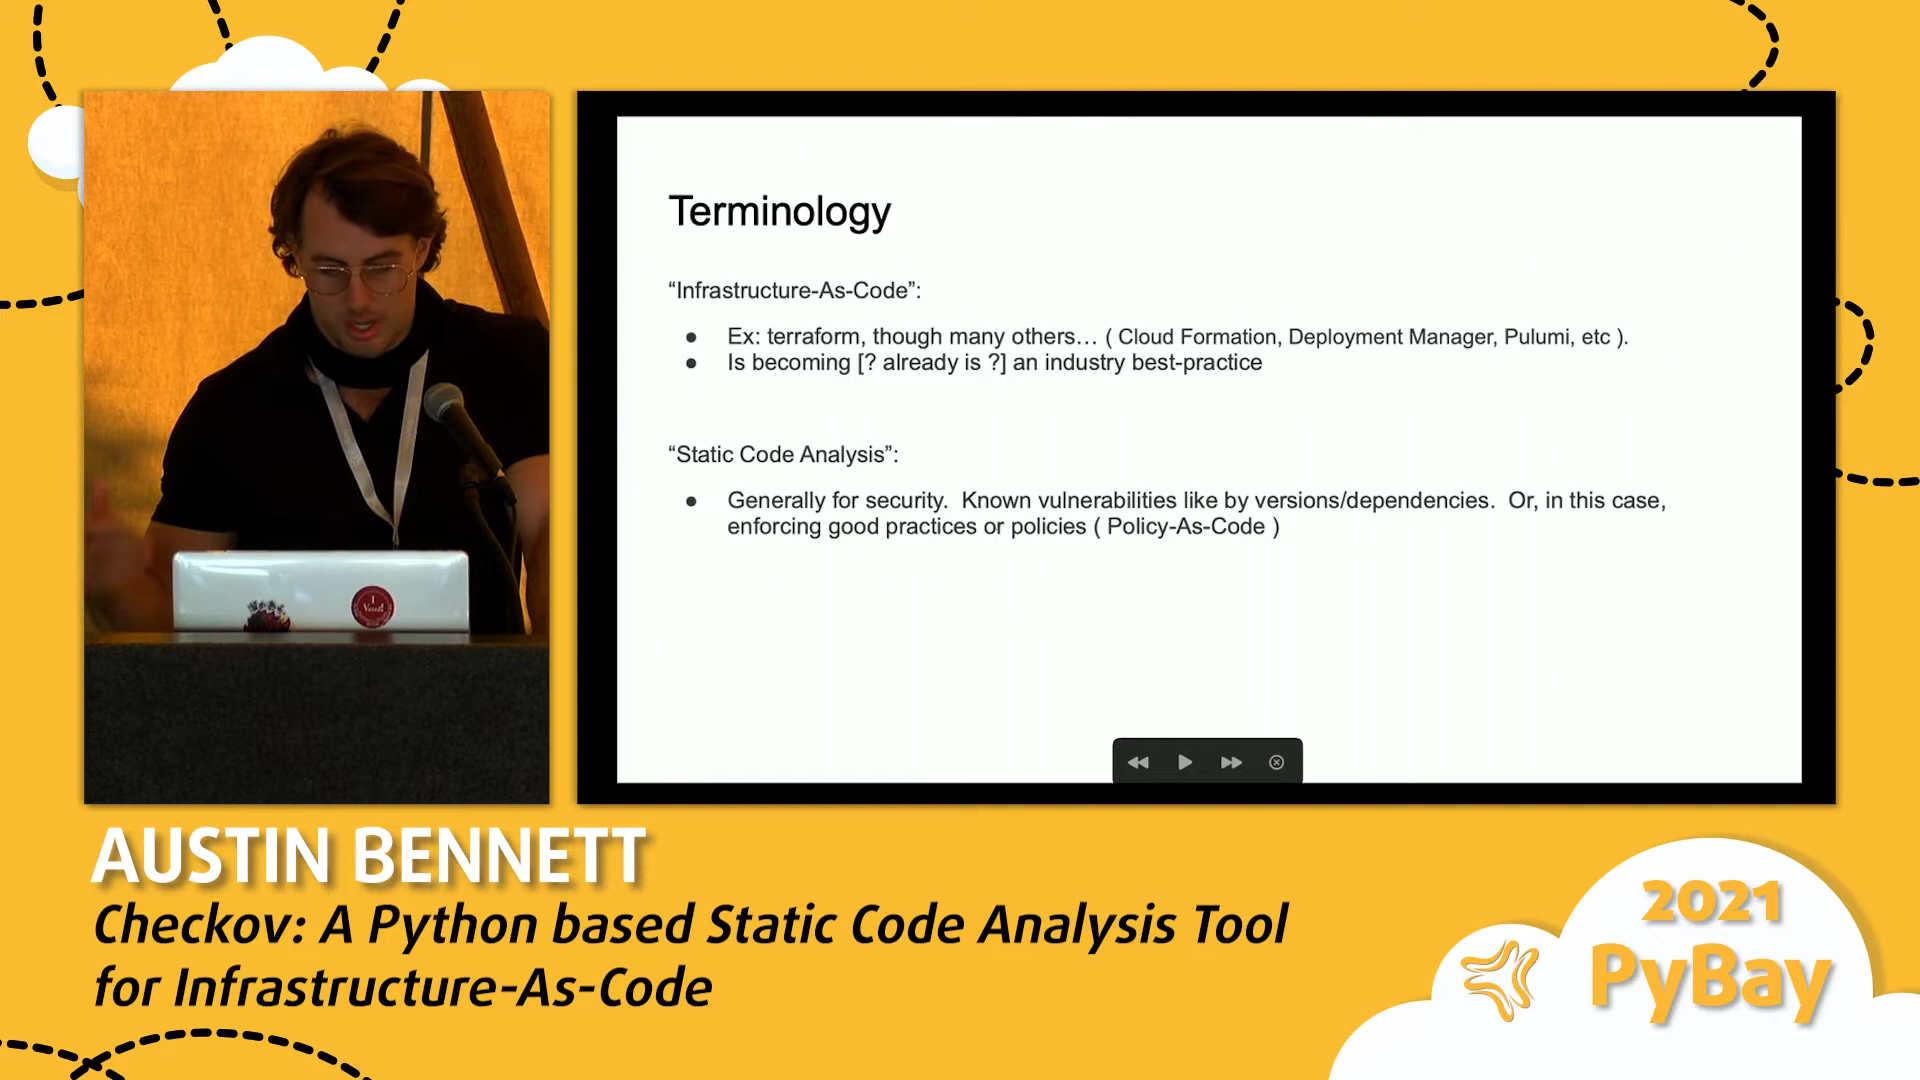 Terminology
“Infrastructure-As-Code”:
● Ex: terraform, though many others… ( Cloud Formation, Deployment Manager, Pulumi, etc ).
● Is becoming [? already is ?] an industry best-practice
“Static Code Analysis”:
● Generally for security.  Known vulnerabilities like by versions/dependencies.  Or, in this case,
enforcing good practices or policies ( Policy-As-Code )
I
Voted!
AUSTIN BENNETT
Checkov: A Python based Static Code Analysis Tool
for Infrastructure-As-Code
2021
PyBay